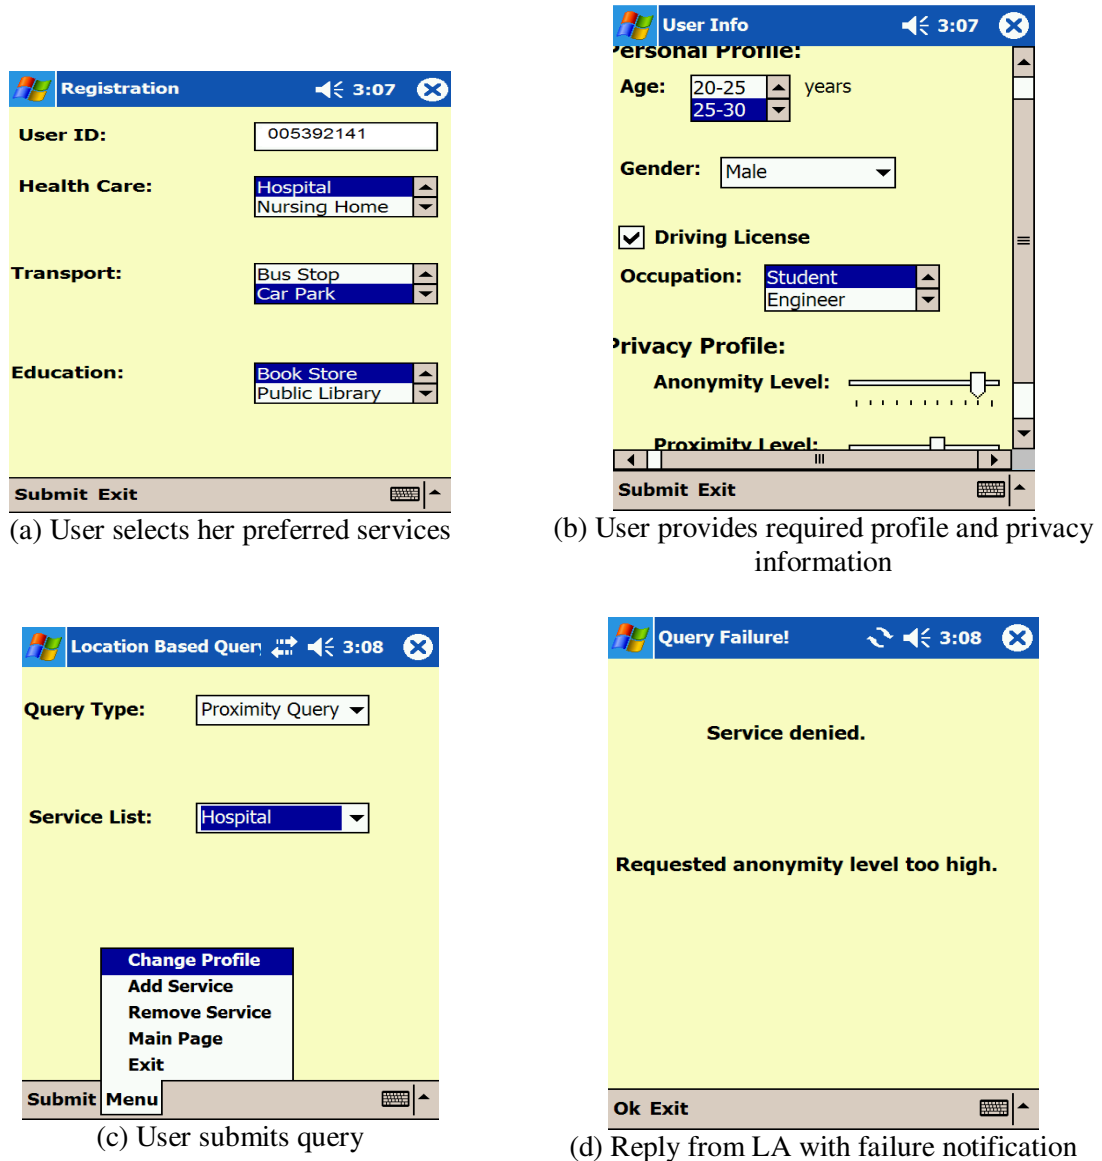 Registration 3:07
User ID: 005392141
Health Care: Hospital
Nursing Home
Transport: Bus Stop
Car Park
Education: Book Store
Public Library
Submit Exit
(a) User selects her preferred services
User Info 3:07
Personal Profile:
Age: 20-25 years
25-30
Gender: Male
Driving License
Occupation: Student
Engineer
Privacy Profile:
Anonymity Level:
Proximity Level:
Submit Exit
(b) User provides required profile and privacy
information
Location Based Query 3:08
Query Type: Proximity Query
Service List: Hospital
Change Profile
Add Service
Remove Service
Main Page
Exit
Submit Menu
(c) User submits query
Query Failure! 3:08
Service denied.
Requested anonymity level too high.
Ok Exit
(d) Reply from LA with failure notification